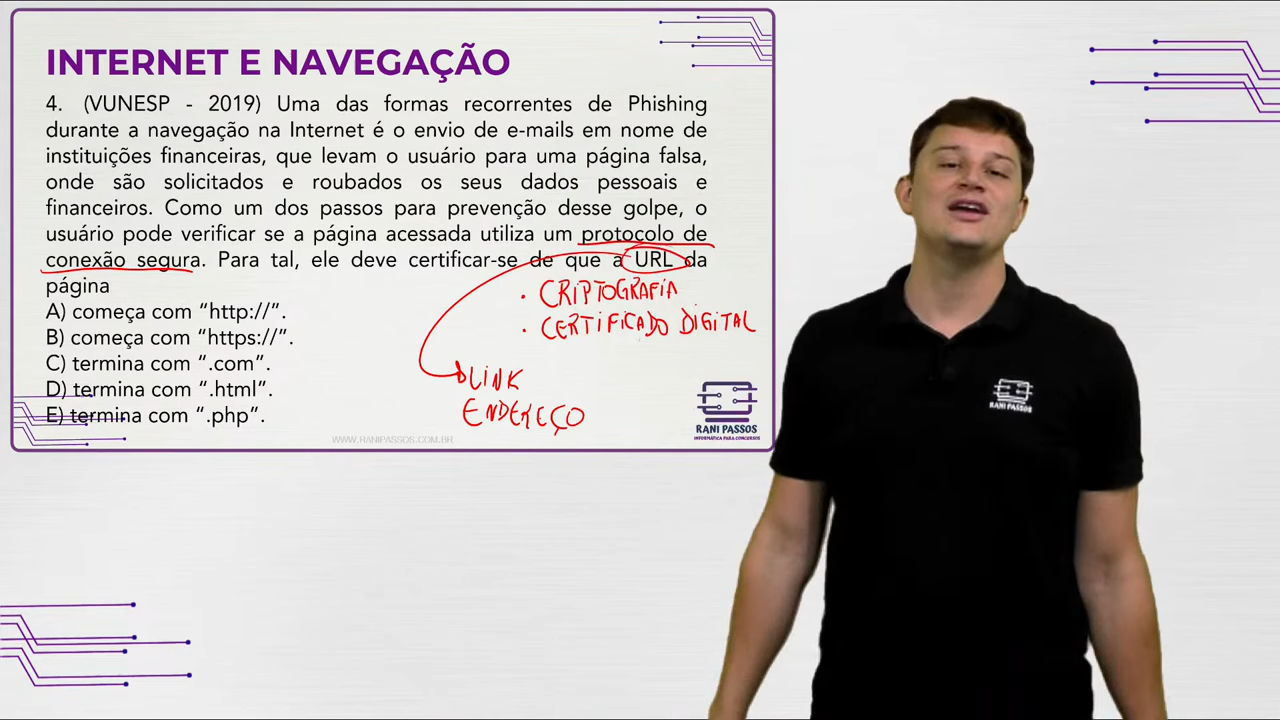 INTERNET E NAVEGAÇÃO
4. (VUNESP - 2019) Uma das formas recorrentes de Phishing
durante a navegação na Internet é o envio de e-mails em nome de
instituições financeiras, que levam o usuário para uma página falsa,
onde são solicitados e roubados os seus dados pessoais e
financeiros. Como um dos passos para prevenção desse golpe, o
usuário pode verificar se a página acessada utiliza um protocolo de
conexão segura. Para tal, ele deve certificar-se de que a URL da
página
• CRIPTOGRAFIA
A) começa com “http://”.
• CERTIFICADO DIGITAL
B) começa com “https://”.
C) termina com “.com”.
LINK
D) termina com “.html”.
ENDEREÇO
E) termina com “.php”.
WWW.RANIPASSOS.COM.BR
RANI PASSOS
INFORMÁTICA PARA CONCURSOS
RANI PASSOS